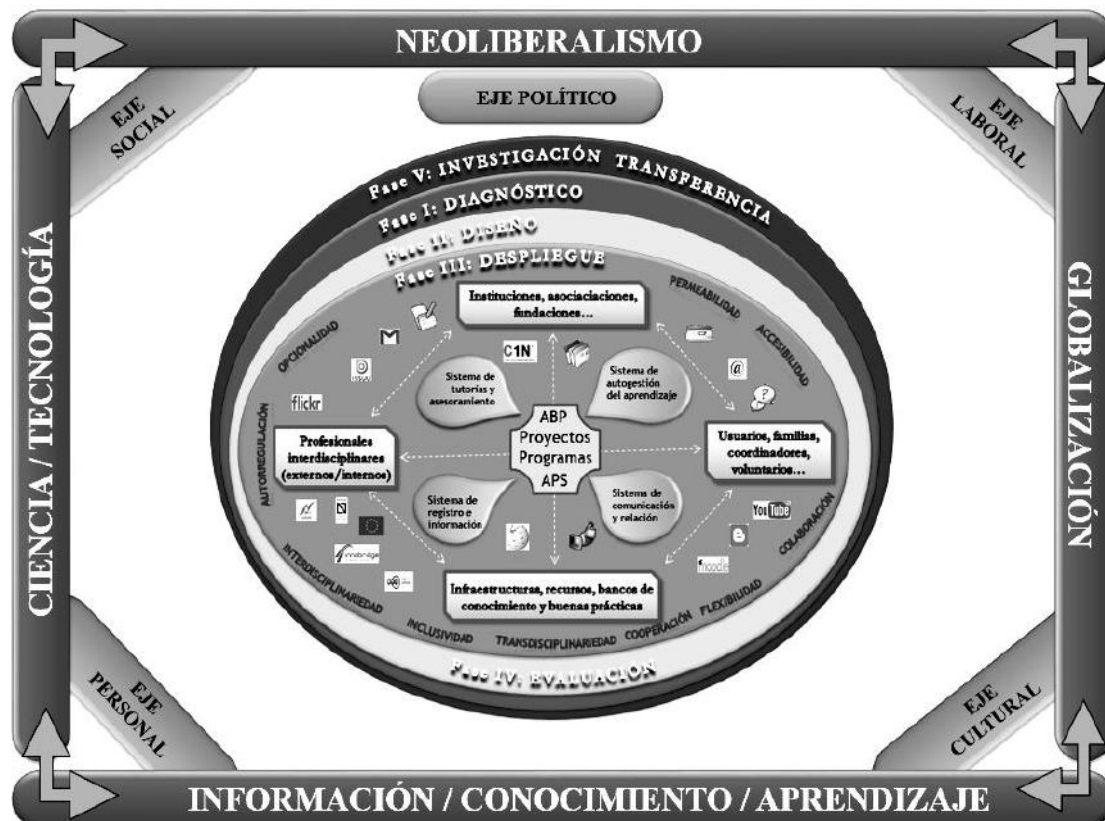 NEOLIBERALISMO
EJE
SOCIAL
EJE POLÍTICO
EJE
LABORAL
CIENCIA / TECNOLOGÍA
GLOBALIZACIÓN
Fase V: INVESTIGACIÓN TRANSFERENCIA
Fase I: DIAGNÓSTICO
Fase II: DISEÑO
Fase III: DESPLIEGUE
Instituciones, asociaciaciones,
fundaciones...
OPCIONALIDAD
PERMEABILIDAD
ACCESIBILIDAD
C1N
@
?
flickr
Sistema de
tutorías y
asesoramiento
Sistema de
autogestión
del aprendizaje
ABP
Proyectos
Programas
APS
AUTORREGULACIÓN
Profesionales
interdisciplinares
(externos/internos)
Usuarios, familias,
coordinadores,
voluntarios...
Sistema de
registro e
información
Sistema de
comunicación
y relación
You Tube
innobridge
moodle
COLABORACIÓN
INTERDISCIPLINARIEDAD
Infraestructuras, recursos, bancos de
conocimiento y buenas prácticas
INCLUSIVIDAD
TRANSDISCIPLINARIEDAD
COOPERACIÓN
FLEXIBILIDAD
Fase IV: EVALUACIÓN
EJE
PERSONAL
EJE
CULTURAL
INFORMACIÓN / CONOCIMIENTO / APRENDIZAJE